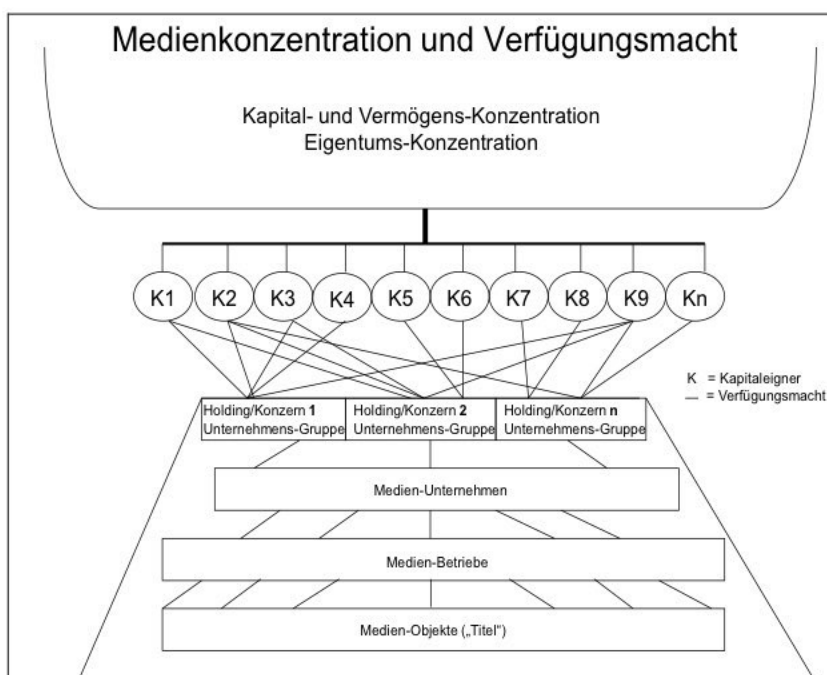 Medienkonzentration und Verfügungsmacht
Kapital- und Vermögens-Konzentration
Eigentums-Konzentration
K1 K2 K3 K4 K5 K6 K7 K8 K9 Kn
K = Kapitaleigner
— = Verfügungsmacht
Holding/Konzern 1
Unternehmens-Gruppe
Holding/Konzern 2
Unternehmens-Gruppe
Holding/Konzern n
Unternehmens-Gruppe
Medien-Unternehmen
Medien-Betriebe
Medien-Objekte („Titel“)